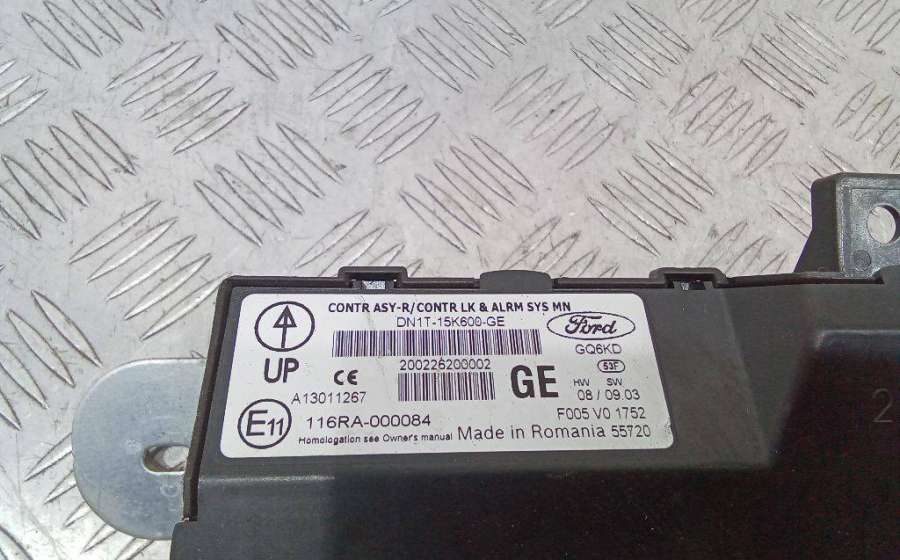 CONTR ASY-R/CONTR LK & ALRM SYS MN
DN1T-15K600-GE
Ford
UP
GQ6KD
53F
200226200002
CE
A13011267
GE
HW SW
08 / 09.03
E11
116RA-000084
F005 V0 1752
Homologation see Owner's manual Made in Romania 55720
2